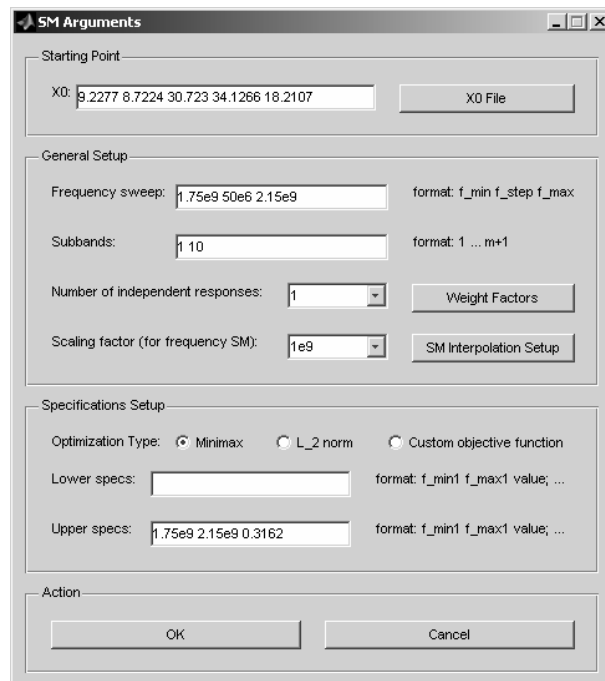 SM Arguments
Starting Point
X0: 9.2277 8.7224 30.723 34.1266 18.2107 X0 File
General Setup
Frequency sweep: 1.75e9 50e6 2.15e9 format: f_min f_step f_max
Subbands: 1 10 format: 1 ... m+1
Number of independent responses: 1 Weight Factors
Scaling factor (for frequency SM): 1e9 SM Interpolation Setup
Specifications Setup
Optimization Type: Minimax L_2 norm Custom objective function
Lower specs: format: f_min1 f_max1 value; ...
Upper specs: 1.75e9 2.15e9 0.3162 format: f_min1 f_max1 value; ...
Action
OK Cancel